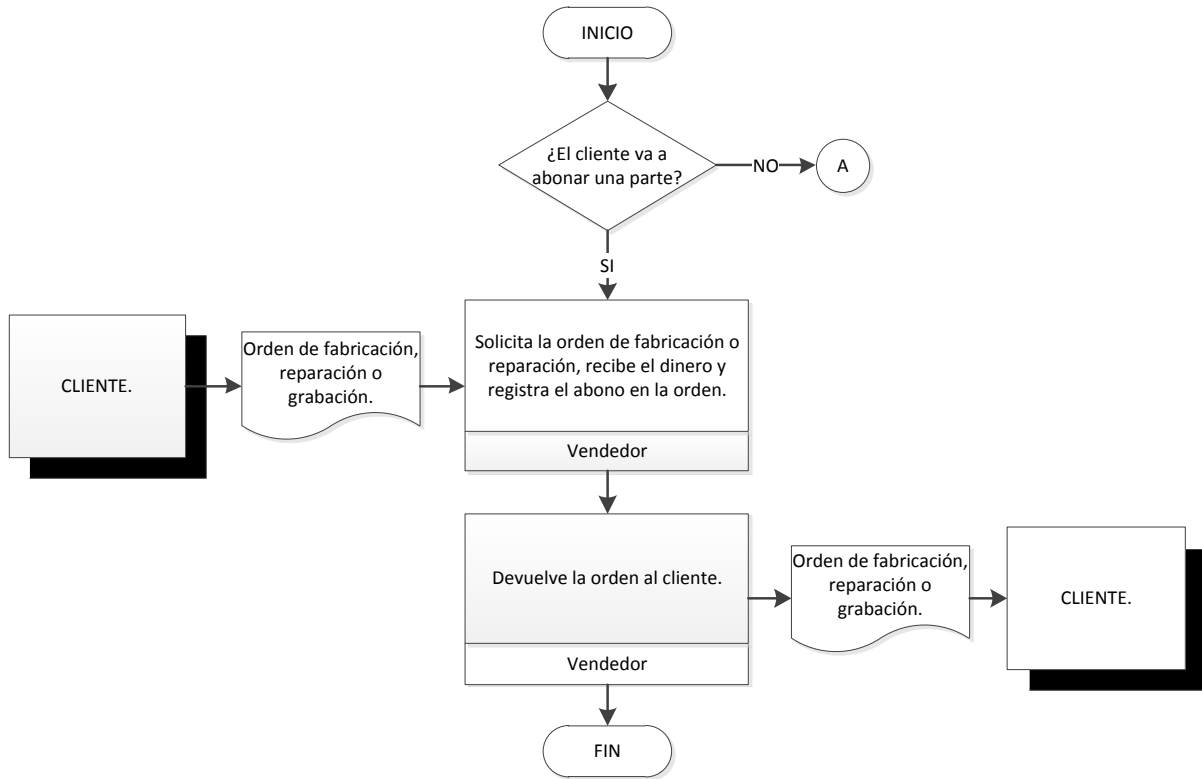 INICIO
¿El cliente va a
abonar una parte?
NO
A
SI
CLIENTE.
Orden de fabricación,
reparación o
grabación.
Solicita la orden de fabricación o
reparación, recibe el dinero y
registra el abono en la orden.
Vendedor
Devuelve la orden al cliente.
Vendedor
Orden de fabricación,
reparación o
grabación.
CLIENTE.
FIN